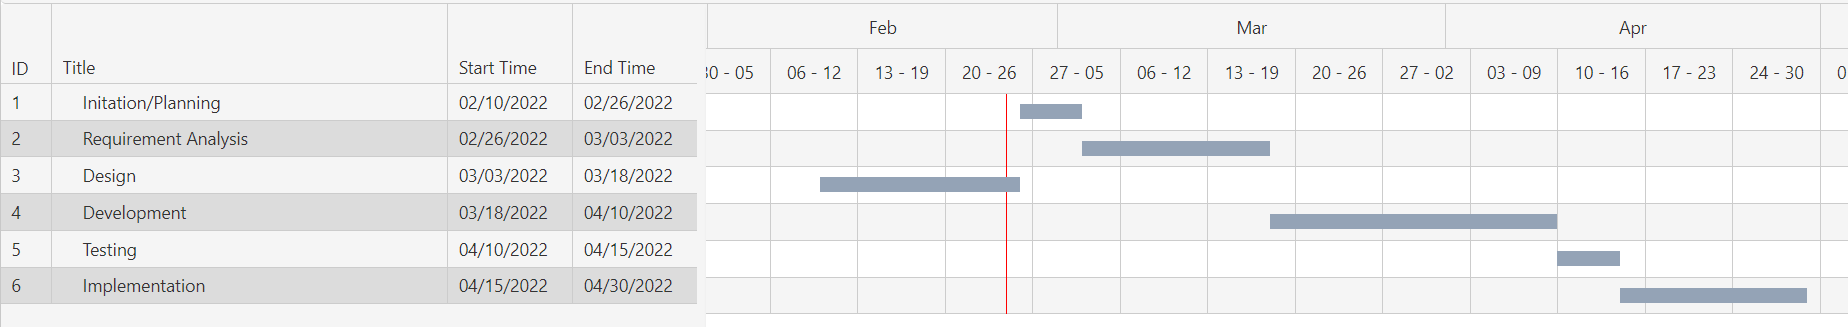 Feb Mar Apr
ID Title Start Time End Time 30 - 05 06 - 12 13 - 19 20 - 26 27 - 05 06 - 12 13 - 19 20 - 26 27 - 02 03 - 09 10 - 16 17 - 23 24 - 30 0
1 Initation/Planning 02/10/2022 02/26/2022
2 Requirement Analysis 02/26/2022 03/03/2022
3 Design 03/03/2022 03/18/2022
4 Development 03/18/2022 04/10/2022
5 Testing 04/10/2022 04/15/2022
6 Implementation 04/15/2022 04/30/2022